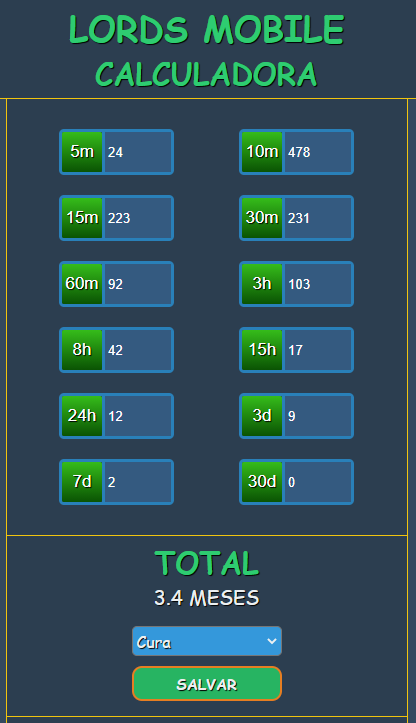 LORDS MOBILE
CALCULADORA
5m 24 10m 478
15m 223 30m 231
60m 92 3h 103
8h 42 15h 17
24h 12 3d 9
7d 2 30d 0
TOTAL
3.4 MESES
Cura
SALVAR